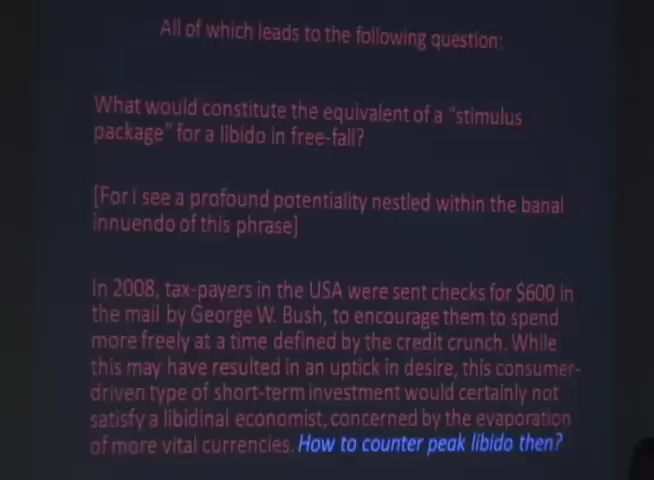 All of which leads to the following question:
What would constitute the equivalent of a "stimulus
package" for a libido in free-fall?
[For I see a profound potentiality nestled within the banal
innuendo of this phrase]
In 2008, tax-payers in the USA were sent checks for $600 in
the mail by George W. Bush, to encourage them to spend
more freely at a time defined by the credit crunch. While
this may have resulted in an uptick in desire, this consumer-
driven type of short-term investment would certainly not
satisfy a libidinal economist, concerned by the evaporation
of more vital currencies. How to counter peak libido then?